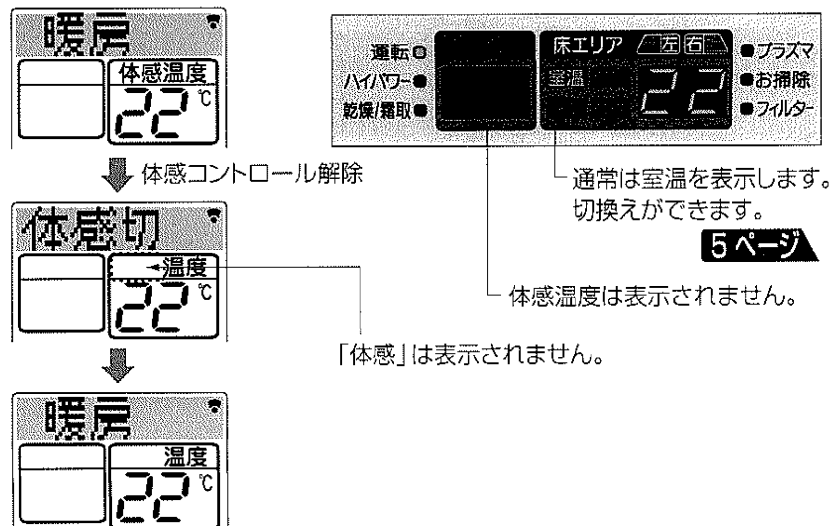 暖房
体感温度
22℃
体感コントロール解除
体感切
温度
22℃
暖房
温度
22℃
運転
ハイパワー
乾燥/霜取
床エリア 左 右
室温
22
プラズマ
お掃除
フィルター
通常は室温を表示します。
切換えができます。
5 ページ
体感温度は表示されません。
「体感」は表示されません。